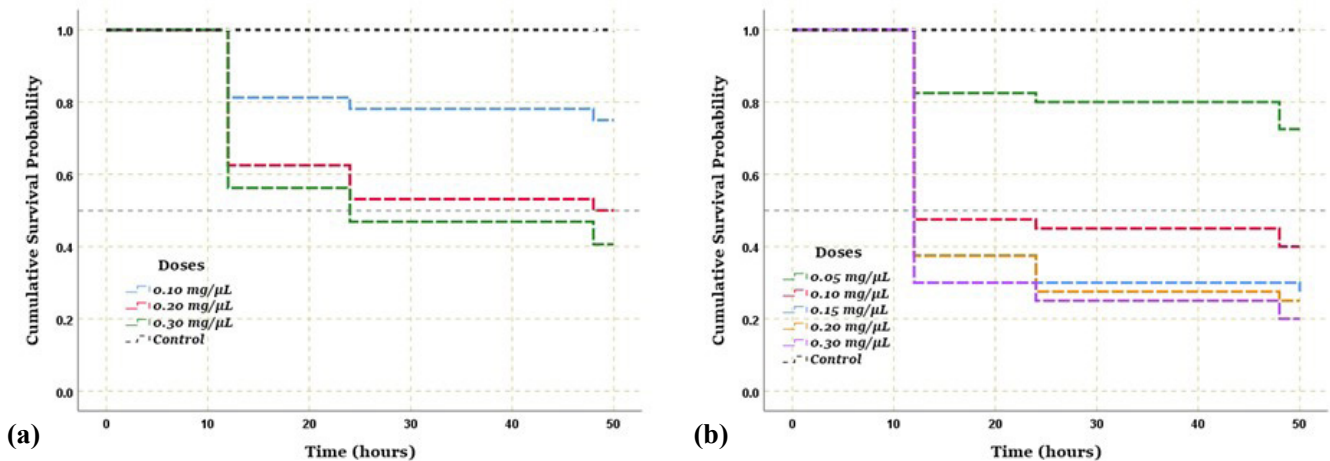 Cumulative Survival Probability
1.0
0.8
0.6
0.4
0.2
0.0
Doses
0.10 mg/μL
0.20 mg/μL
0.30 mg/μL
Control
0 10 20 30 40 50
Time (hours)
(a)
Cumulative Survival Probability
1.0
0.8
0.6
0.4
0.2
0.0
Doses
0.05 mg/μL
0.10 mg/μL
0.15 mg/μL
0.20 mg/μL
0.30 mg/μL
Control
0 10 20 30 40 50
Time (hours)
(b)